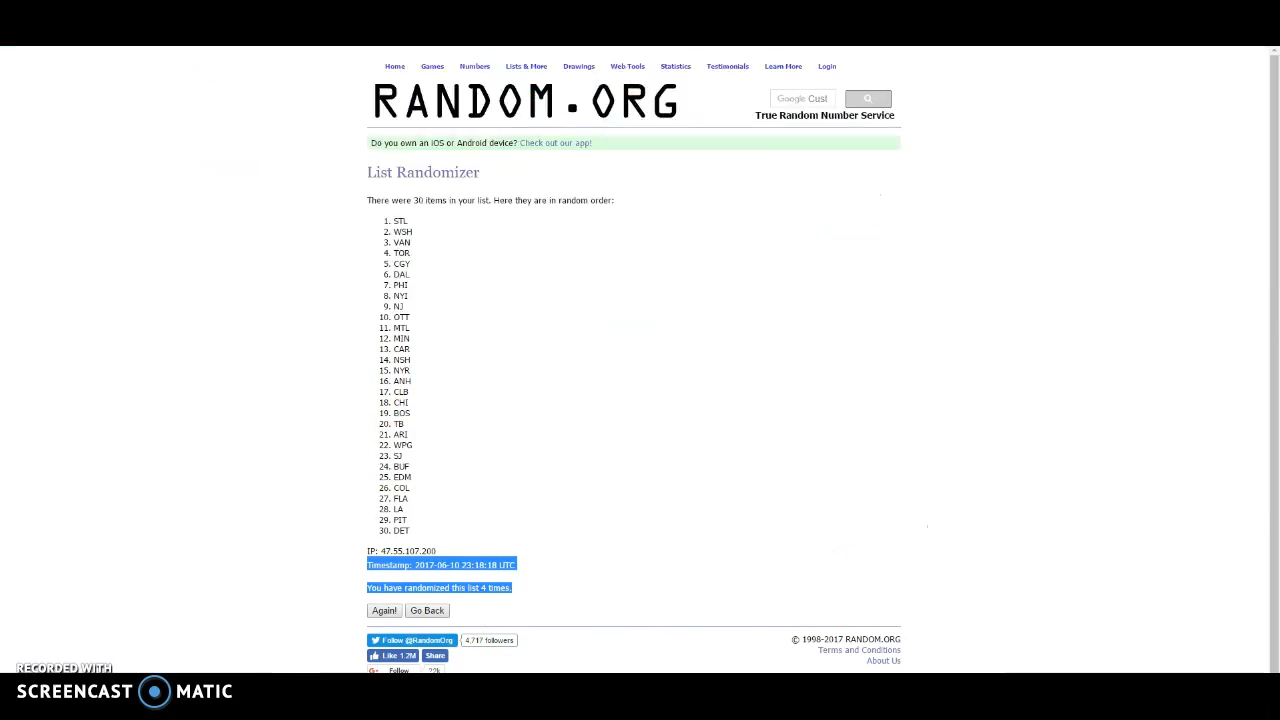 Home Games Numbers Lists & More Drawings Web Tools Statistics Testimonials Learn More Login
RANDOM.ORG
Google Cust
True Random Number Service
Do you own an iOS or Android device? Check out our app!
List Randomizer
There were 30 items in your list. Here they are in random order:
1. STL
2. WSH
3. VAN
4. TOR
5. CGY
6. DAL
7. PHI
8. NYI
9. NJ
10. OTT
11. MTL
12. MIN
13. CAR
14. NSH
15. NYR
16. ANH
17. CLB
18. CHI
19. BOS
20. TB
21. ARI
22. WPG
23. SJ
24. BUF
25. EDM
26. COL
27. FLA
28. LA
29. PIT
30. DET
IP: 47.55.107.200
Timestamp: 2017-06-10 23:18:18 UTC
You have randomized this list 4 times.
Again! Go Back
Follow @RandomOrg 4,717 followers
Like 1.2M Share
Follow
© 1998-2017 RANDOM.ORG
Terms and Conditions
About Us
RECORDED WITH
SCREENCAST MATIC